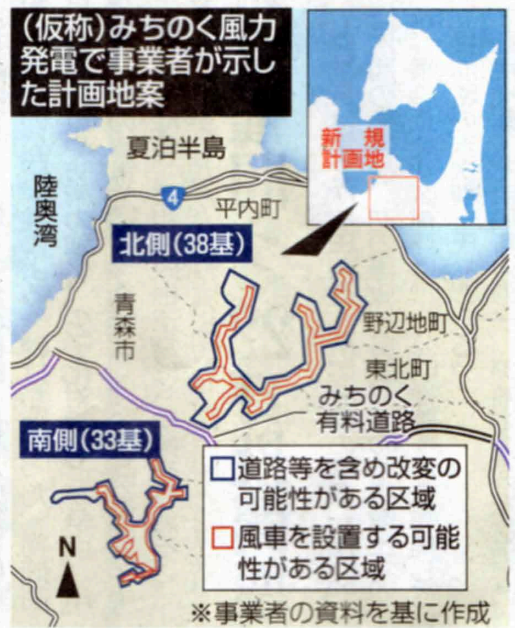 (仮称)みちのく風力
発電で事業者が示し
た計画地案
新規
計画地
夏泊半島
陸奥湾
4
平内町
北側(38基)
青森市
野辺地町
東北町
みちのく
有料道路
南側(33基)
道路等を含め改変の
可能性がある区域
風車を設置する可能
性がある区域
N
※事業者の資料を基に作成